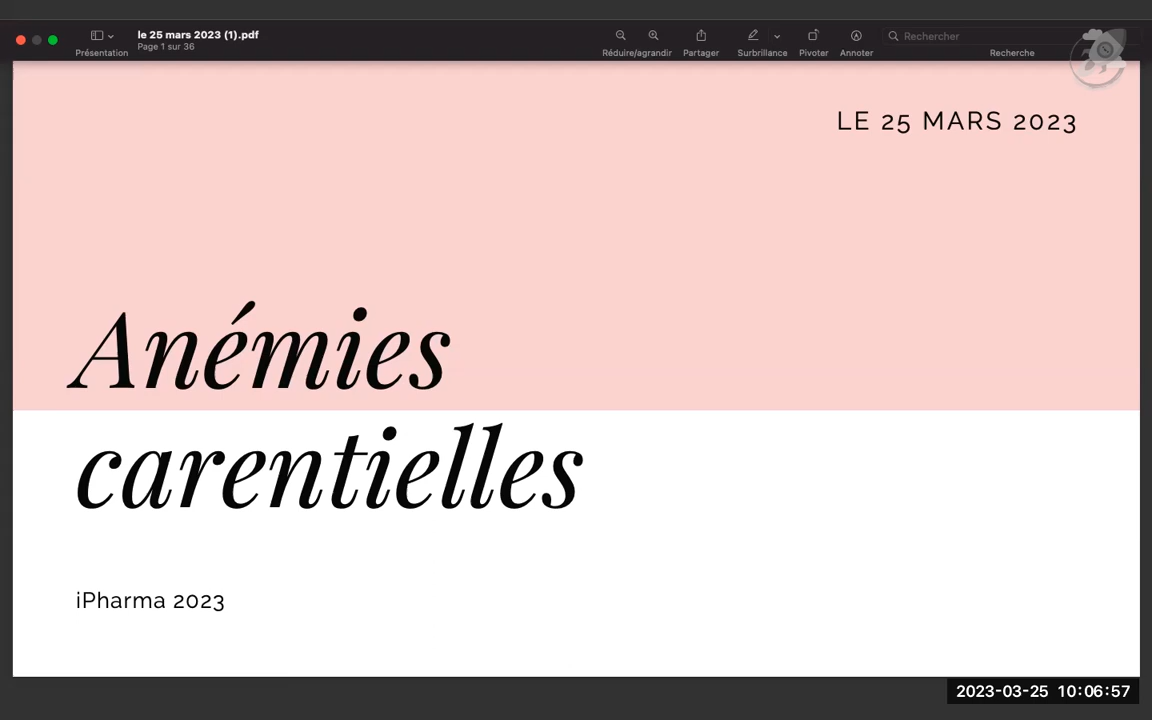 le 25 mars 2023 (1).pdf
Page 1 sur 36
Présentation
Réduire/agrandir
Partager
Surbrillance
Pivoter
Annoter
Rechercher
Recherche
LE 25 MARS 2023
Anémies
carentielles
iPharma 2023
2023-03-25 10:06:57